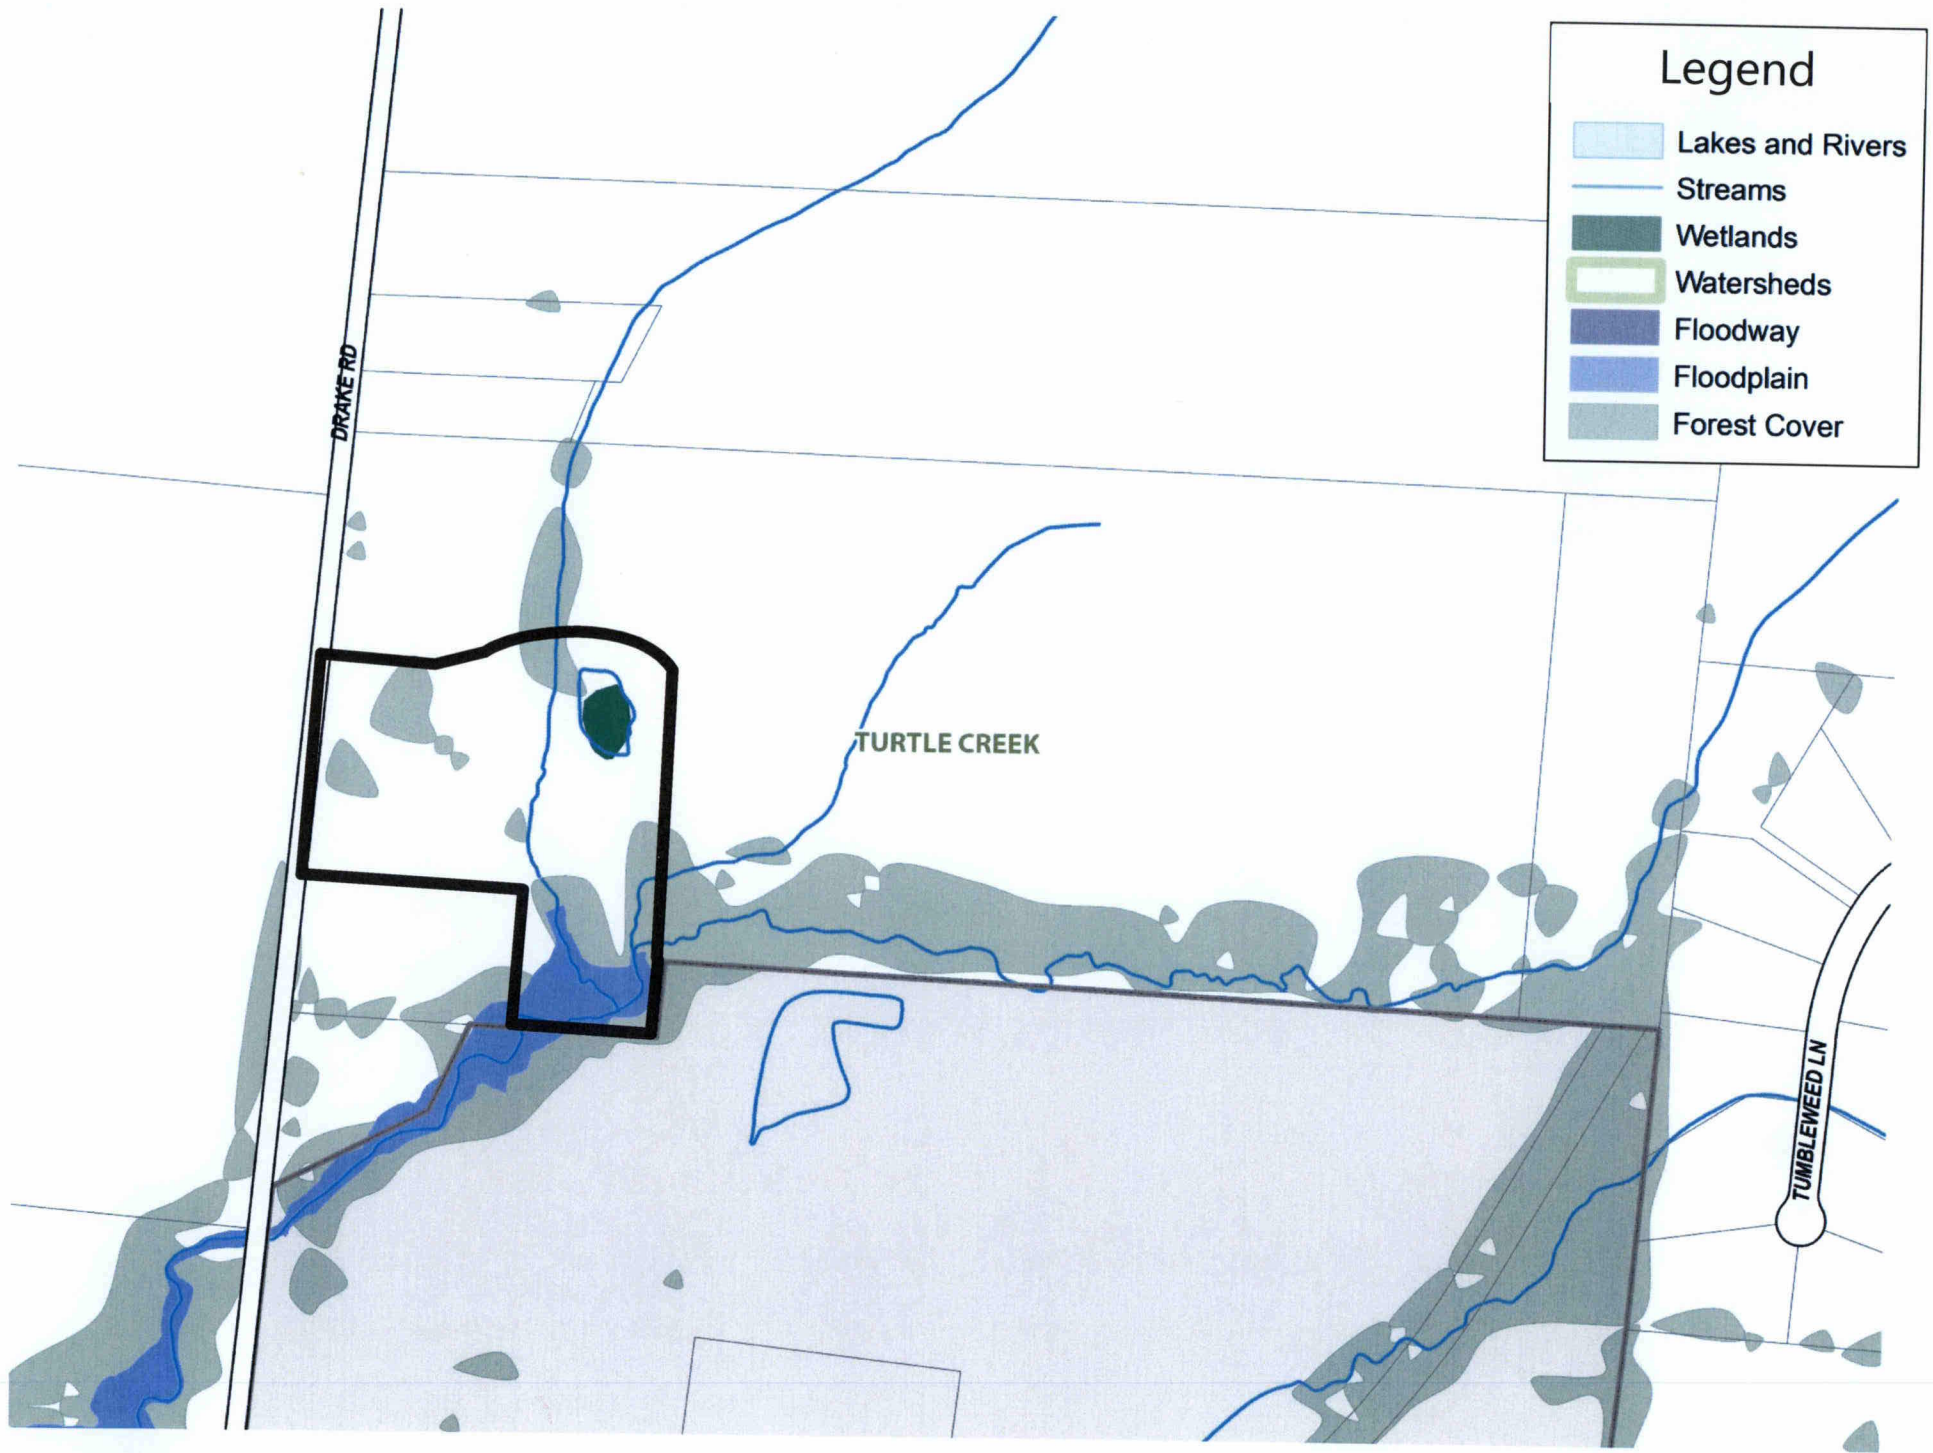 Legend
Lakes and Rivers
Streams
Wetlands
Watersheds
Floodway
Floodplain
Forest Cover
DRAKE RD
TURTLE CREEK
TUMBLEWEED LN